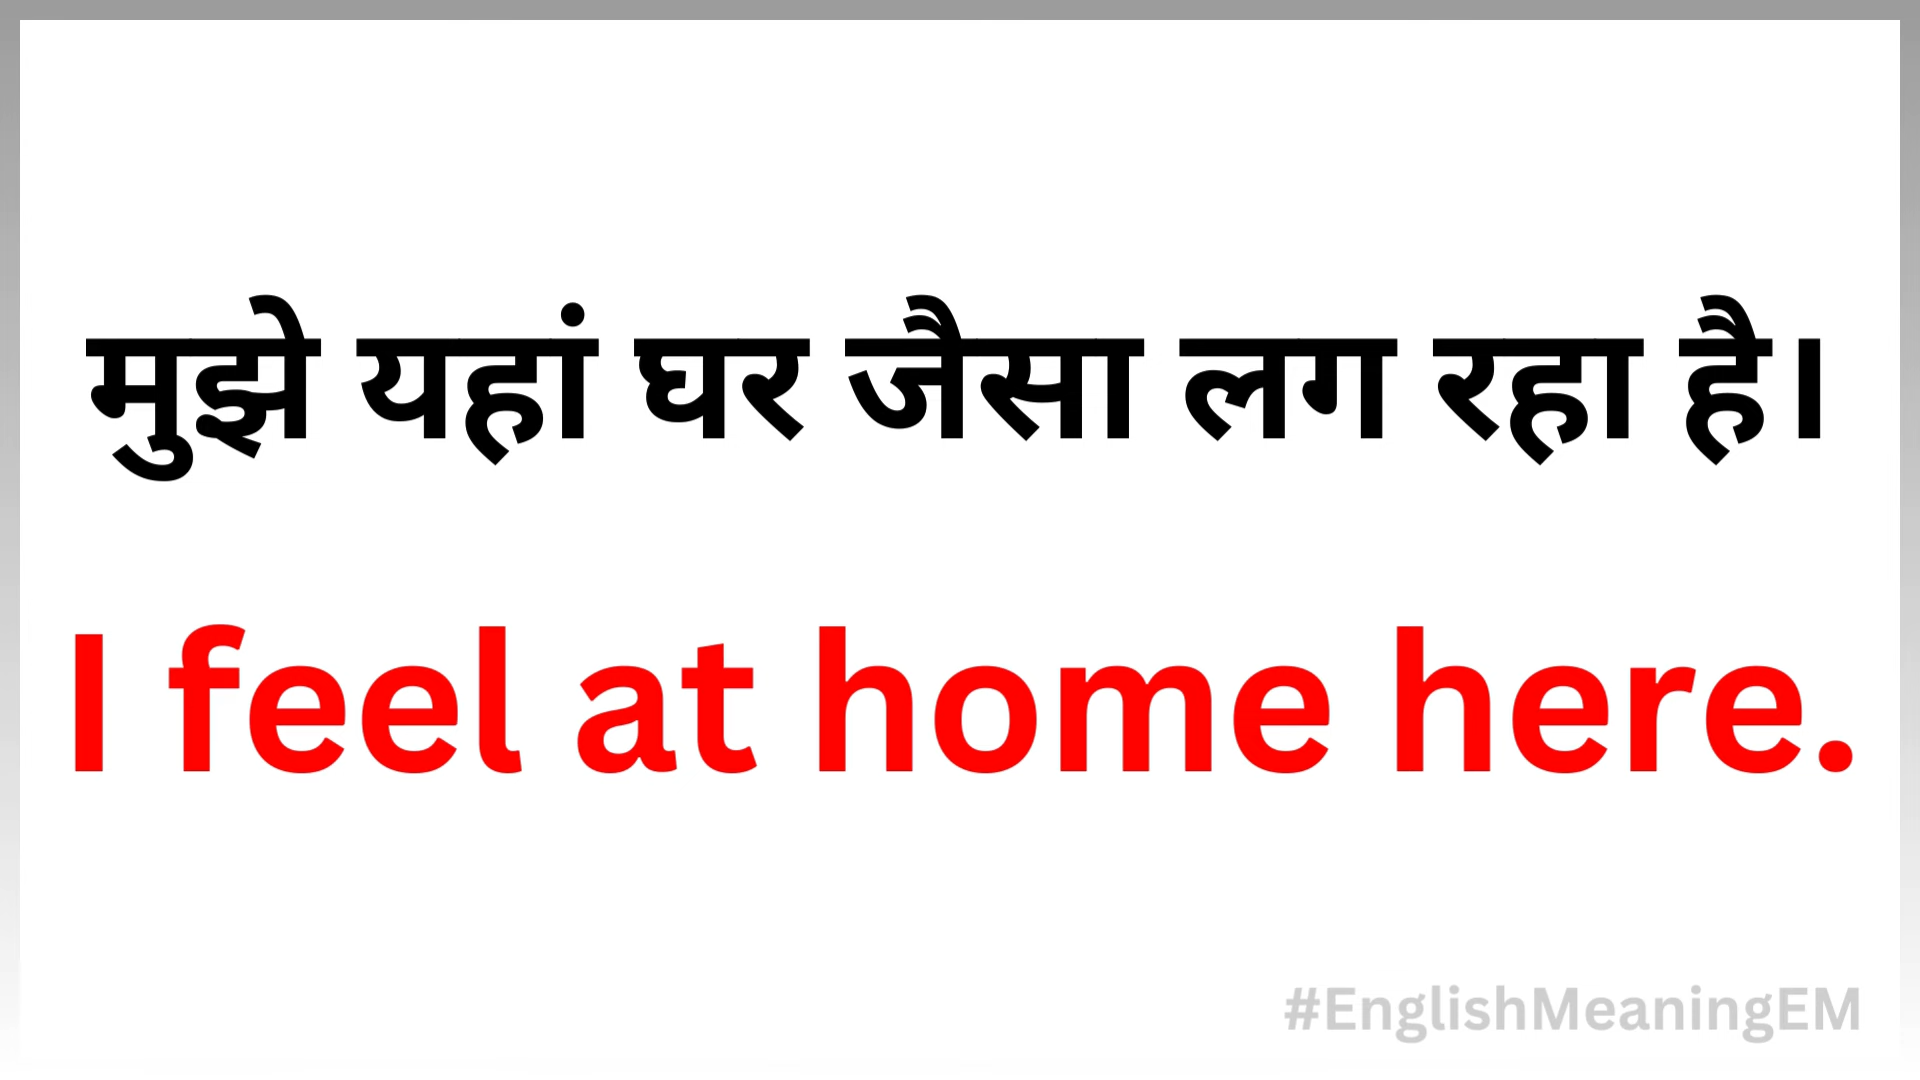 मुझे यहां घर जैसा लग रहा है।
I feel at home here.
#EnglishMeaningEM